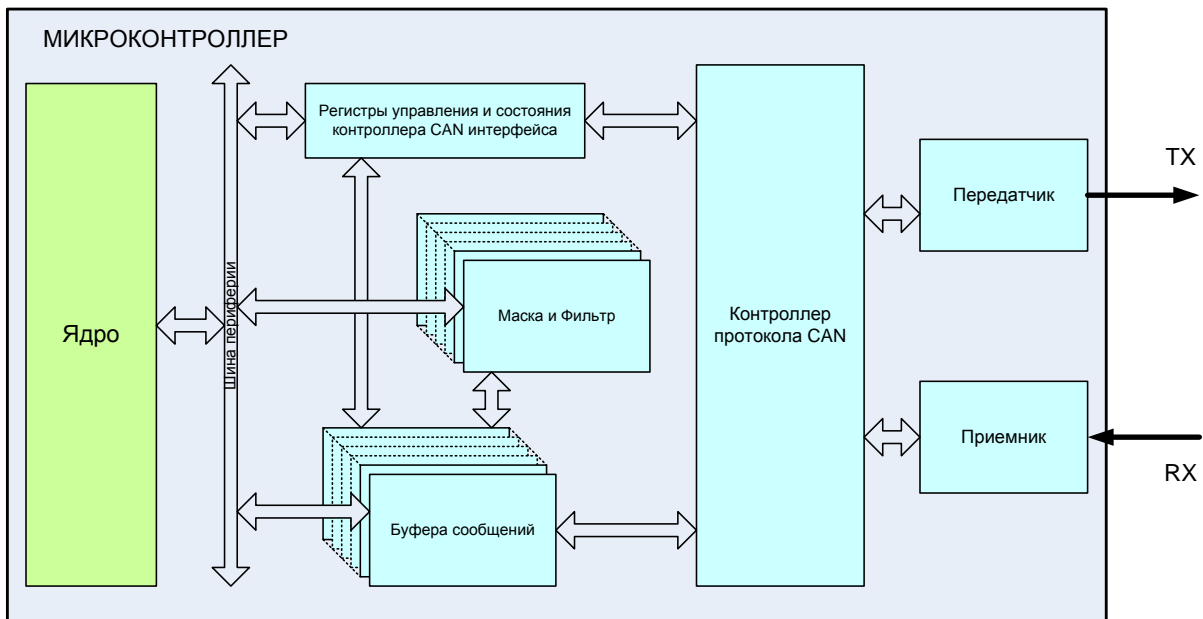 МИКРОКОНТРОЛЛЕР
Ядро
Шина периферии
Регистры управления и состояния
контроллера CAN интерфейса
Маска и Фильтр
Буфера сообщений
Контроллер
протокола CAN
Передатчик
TX
Приемник
RX